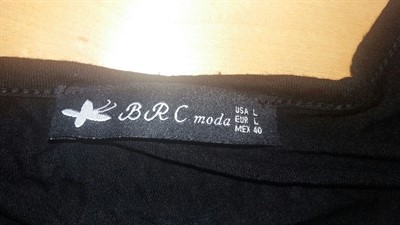 BRC moda
USA L
EUR L
MEX 40